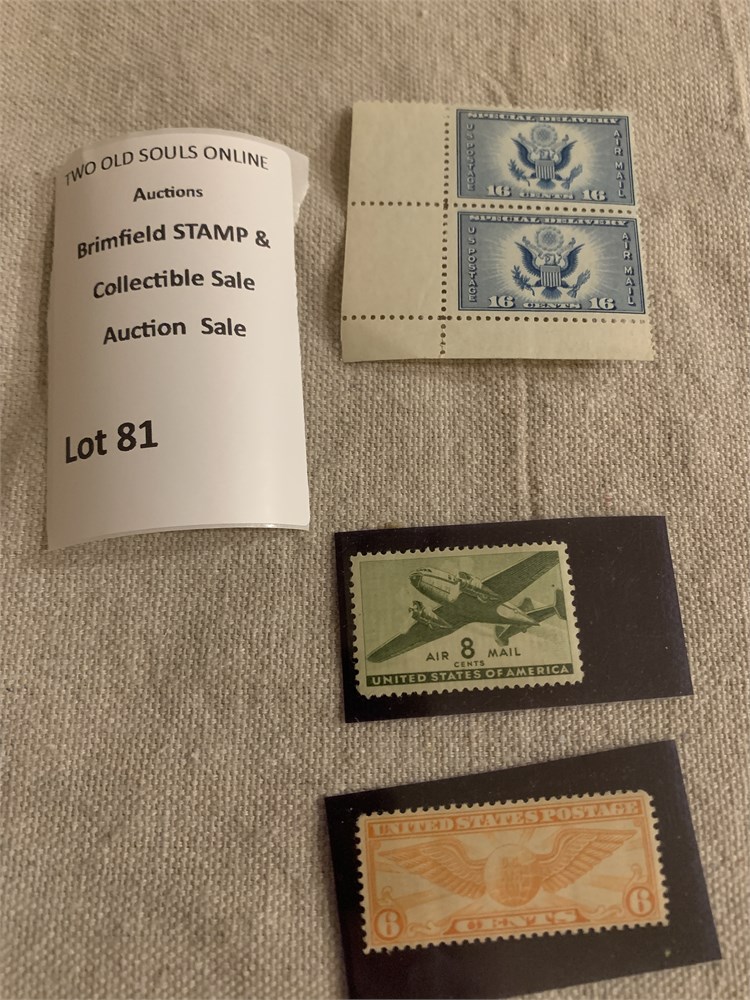 TWO OLD SOULS ONLINE
Auctions
Brimfield STAMP &
Collectible Sale
Auction Sale
Lot 81
SPECIAL DELIVERY
U.S. POSTAGE
AIR MAIL
16 CENTS 16
SPECIAL DELIVERY
U.S. POSTAGE
AIR MAIL
16 CENTS 16
AIR 8 MAIL
CENTS
UNITED STATES OF AMERICA
UNITED STATES POSTAGE
6 CENTS 6